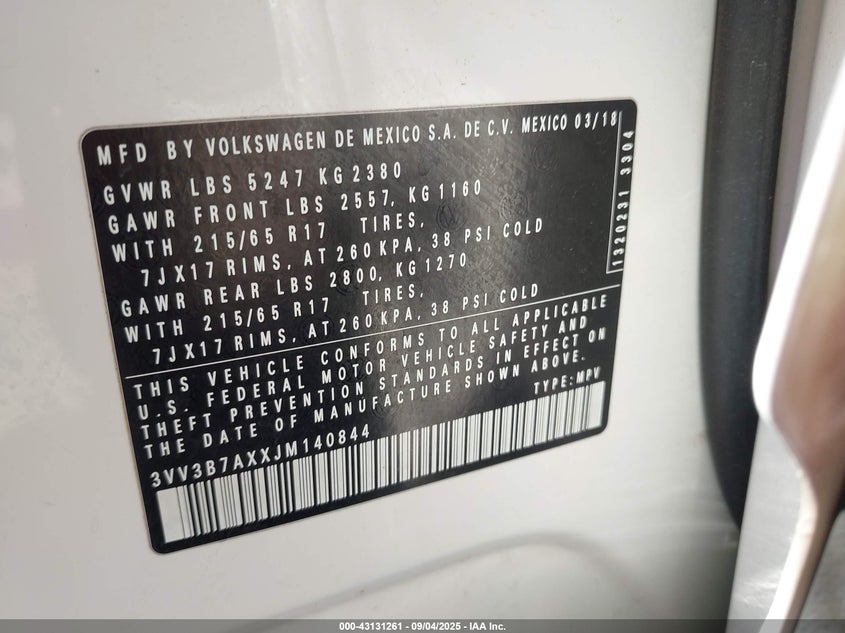 MFD BY VOLKSWAGEN DE MEXICO S.A. DE C.V. MEXICO 03/18
GVWR LBS 5247 KG 2380
GAWR FRONT LBS 2557, KG 1160
WITH 215/65 R17 TIRES,
7JX17 RIMS, AT 260 KPA, 38 PSI COLD
GAWR REAR LBS 2800, KG 1270
WITH 215/65 R17 TIRES,
7JX17 RIMS, AT 260 KPA, 38 PSI COLD
1320231 3304
THIS VEHICLE CONFORMS TO ALL APPLICABLE
U.S. FEDERAL MOTOR VEHICLE SAFETY AND
THEFT PREVENTION STANDARDS IN EFFECT ON
THE DATE OF MANUFACTURE SHOWN ABOVE.
3VV3B7AXXJM140844 TYPE: MPV
000-43131261 - 09/04/2025 - IAA Inc.